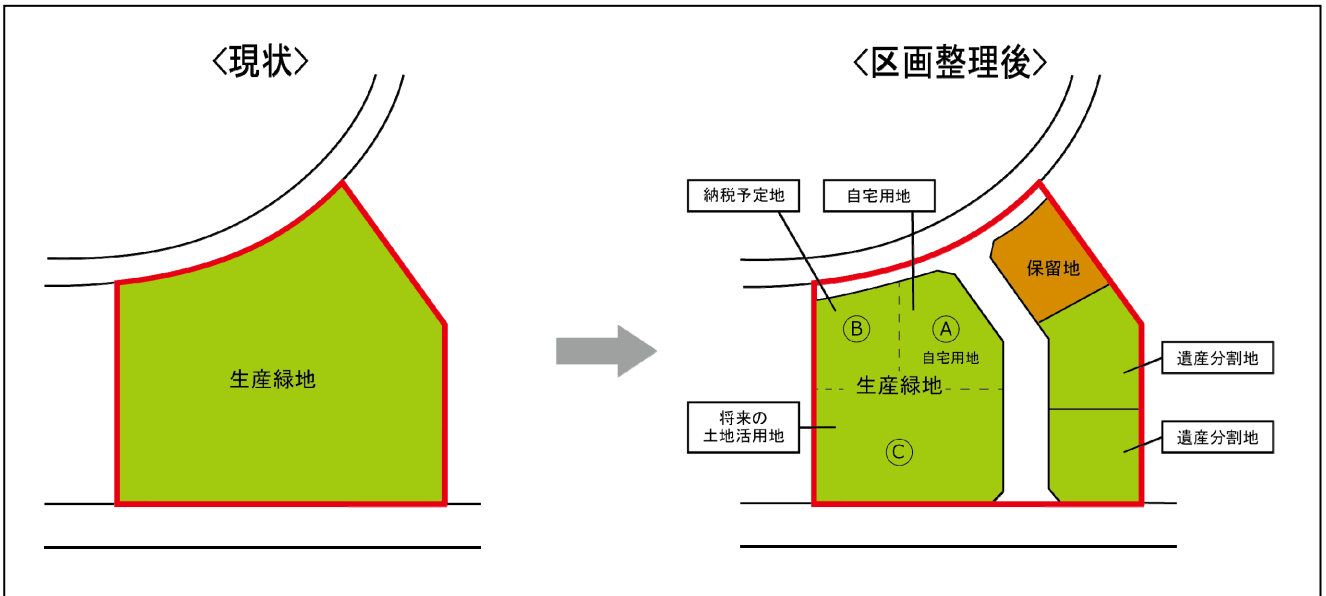 〈現状〉
生産緑地
〈区画整理後〉
納税予定地
自宅用地
保留地
Ⓑ
Ⓐ
自宅用地
生産緑地
遺産分割地
将来の
土地活用地
Ⓒ
遺産分割地